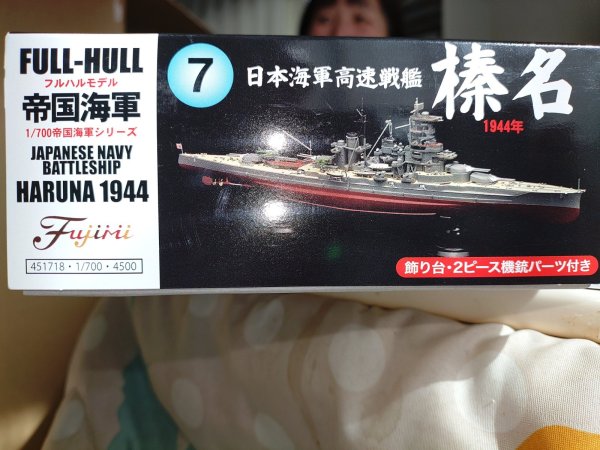 FULL-HULL
フルハルモデル
帝国海軍
1/700帝国海軍シリーズ
JAPANESE NAVY
BATTLESHIP
HARUNA 1944
Fujimi
451718・1/700・4500
7
日本海軍高速戦艦
榛名
1944年
飾り台・2ピース機銃パーツ付き